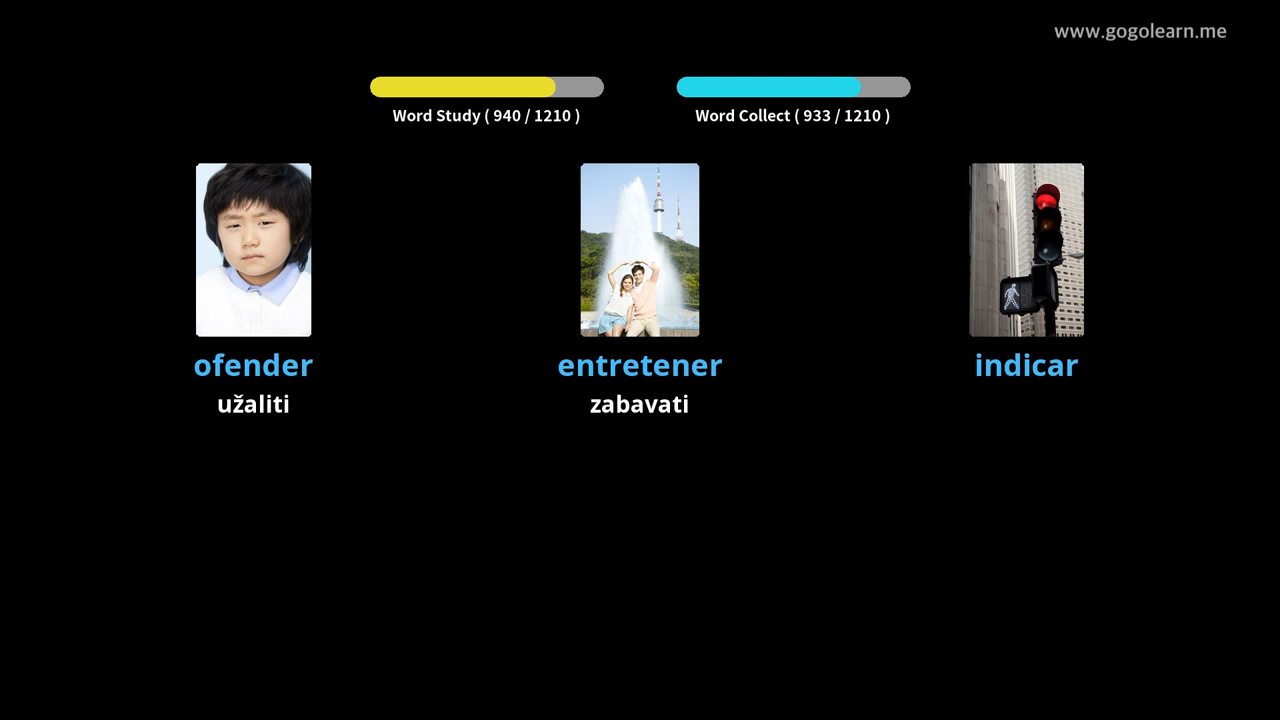 www.gogolearn.me
Word Study ( 940 / 1210 )
Word Collect ( 933 / 1210 )
ofender
užaliti
entretener
zabavati
indicar